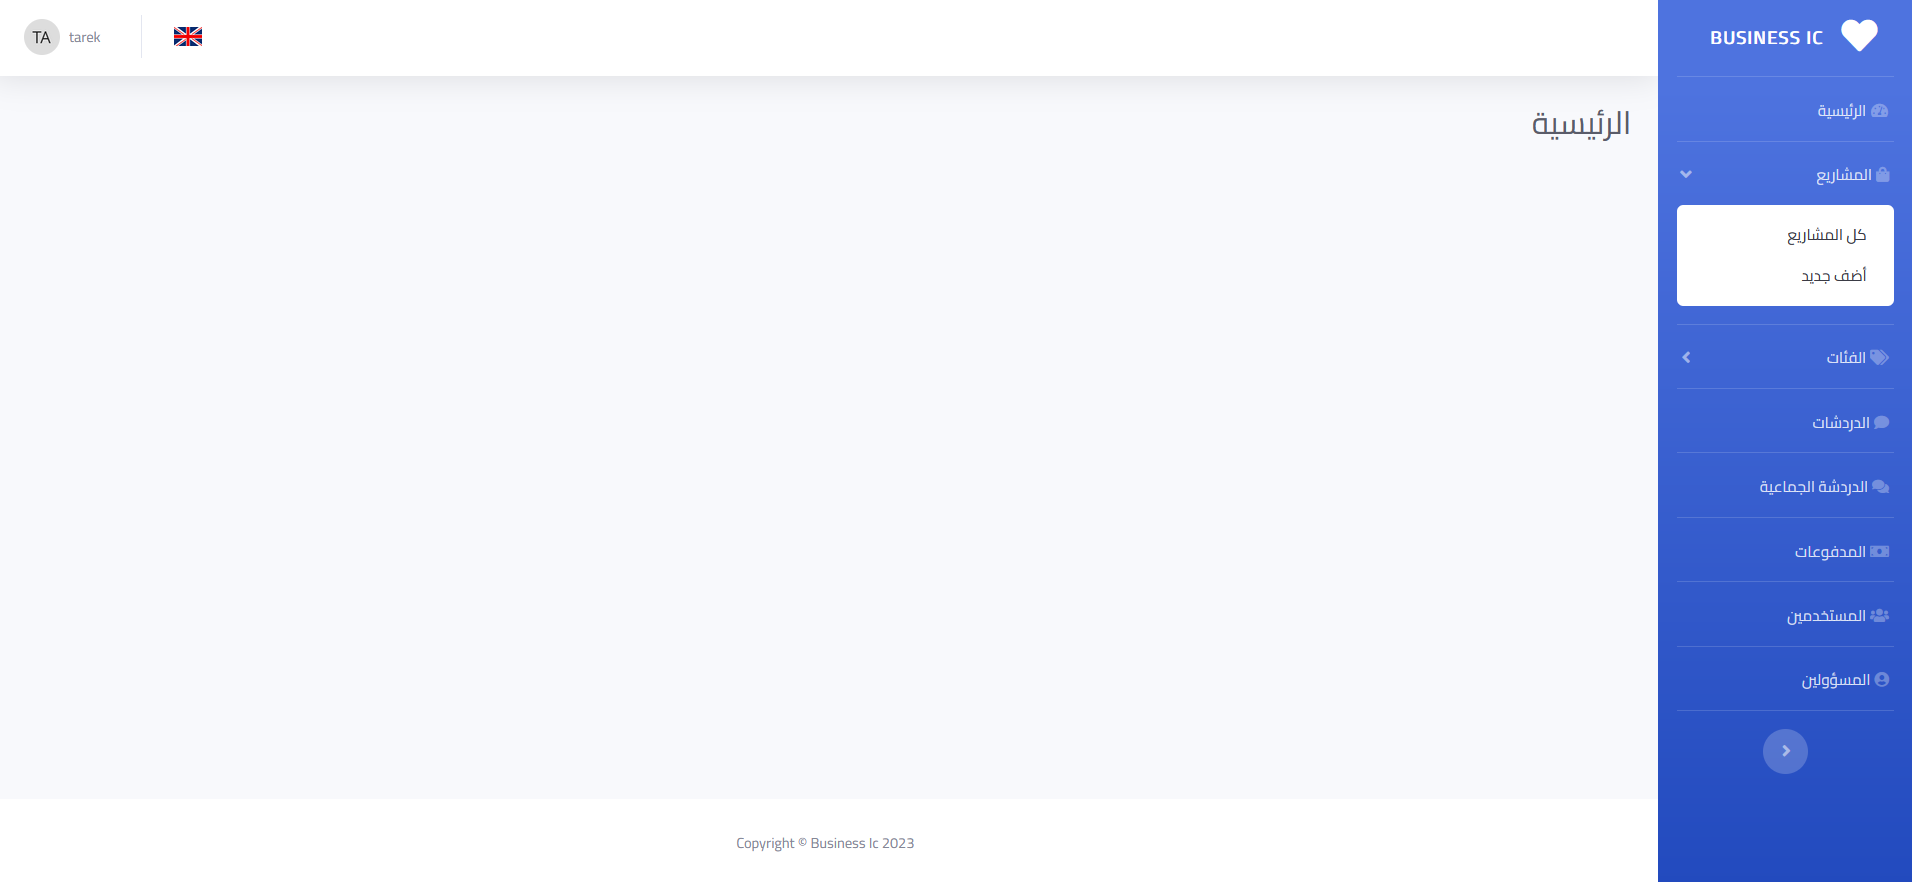 BUSINESS IC
الرئيسية
المشاريع
كل المشاريع
أضف جديد
الفئات
الدردشات
الدردشة الجماعية
المدفوعات
المستخدمين
المسؤولين
TA tarek
الرئيسية
Copyright © Business Ic 2023